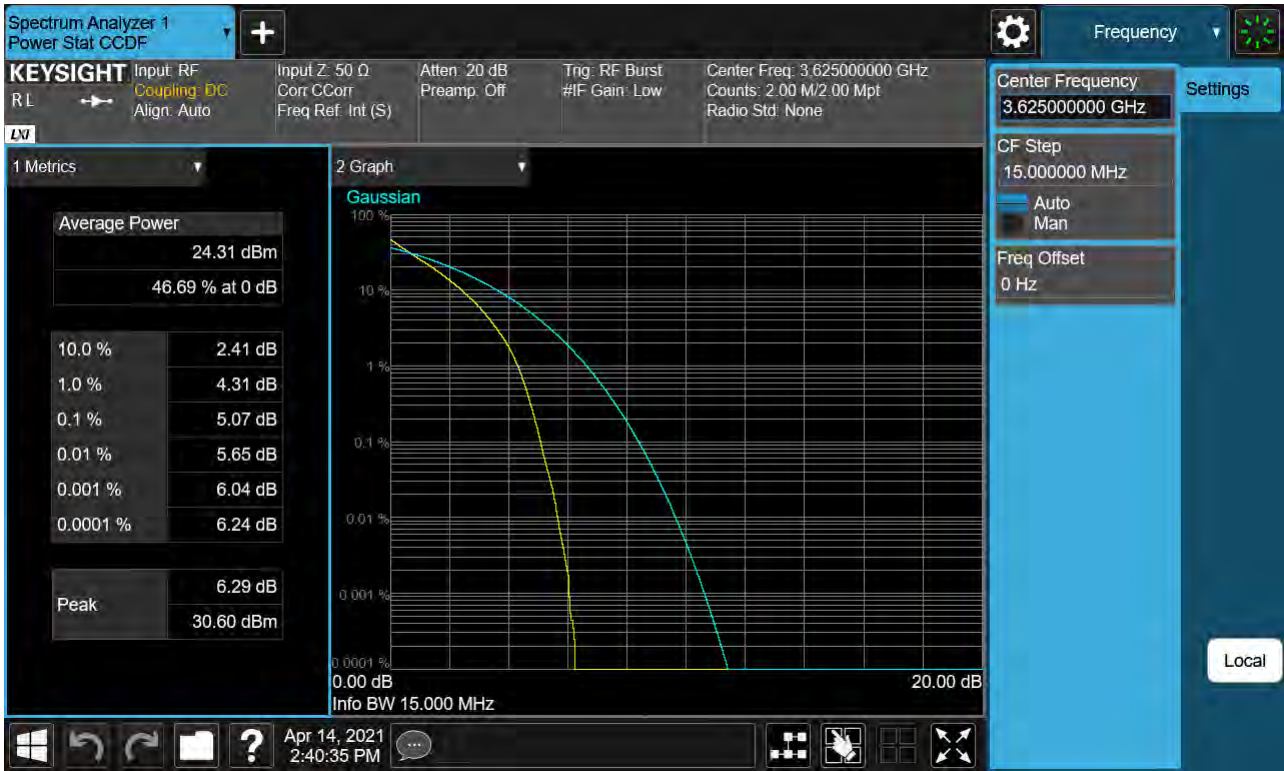 Spectrum Analyzer 1
Power Stat CCDF
+
Frequency
KEYSIGHT
R L
LXI
Input: RF
Coupling: DC
Align: Auto
Input Z: 50 Ω
Corr CCorr
Freq Ref: Int (S)
Atten: 20 dB
Preamp: Off
Trig: RF Burst
#IF Gain: Low
Center Freq: 3.625000000 GHz
Counts: 2.00 M/2.00 Mpt
Radio Std: None
Center Frequency
3.625000000 GHz
Settings
CF Step
15.000000 MHz
Auto
Man
Freq Offset
0 Hz
1 Metrics
Average Power
24.31 dBm
46.69 % at 0 dB
10.0 % 2.41 dB
1.0 % 4.31 dB
0.1 % 5.07 dB
0.01 % 5.65 dB
0.001 % 6.04 dB
0.0001 % 6.24 dB
Peak
6.29 dB
30.60 dBm
2 Graph
Gaussian
100 %
10 %
1 %
0.1 %
0.01 %
0.001 %
0.0001 %
0.00 dB
20.00 dB
Info BW 15.000 MHz
Local
?
Apr 14, 2021
2:40:35 PM